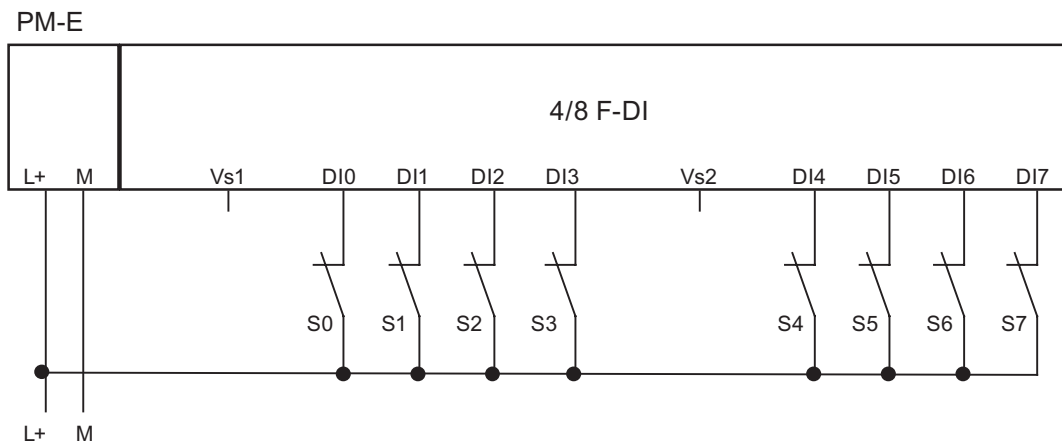 PM-E
4/8 F-DI
L+ M Vs1 DI0 DI1 DI2 DI3 Vs2 DI4 DI5 DI6 DI7
S0 S1 S2 S3 S4 S5 S6 S7
L+ M